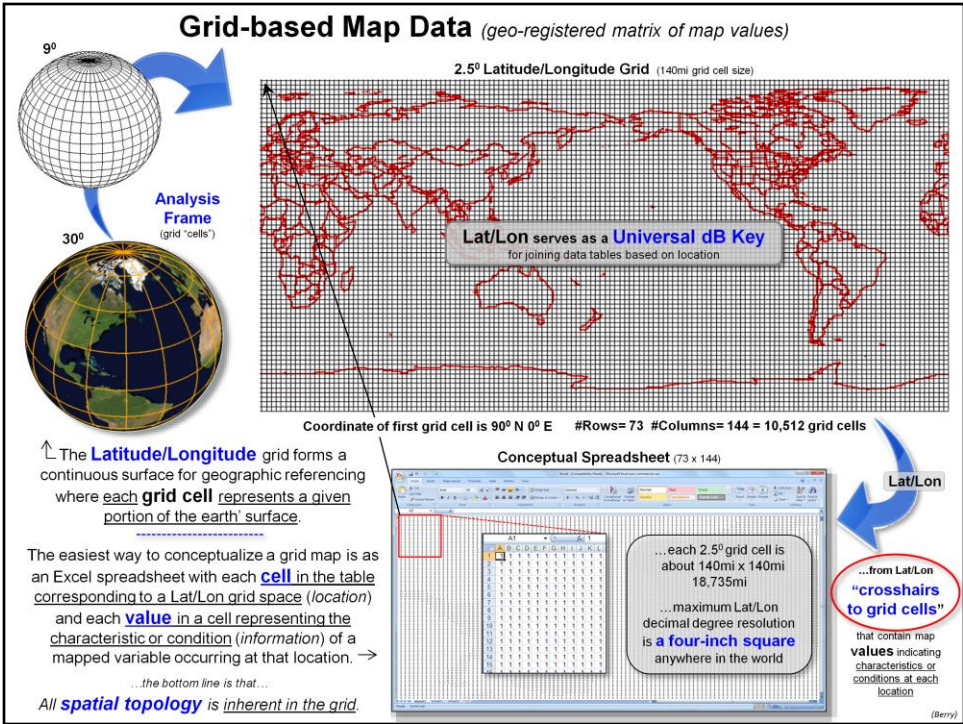 Grid-based Map Data (geo-registered matrix of map values)
9⁰
2.5⁰ Latitude/Longitude Grid (140mi grid cell size)
Analysis
Frame
(grid “cells”)
30⁰
Lat/Lon serves as a Universal dB Key
for joining data tables based on location
Coordinate of first grid cell is 90⁰ N 0⁰ E #Rows= 73 #Columns= 144 = 10,512 grid cells
The Latitude/Longitude grid forms a
continuous surface for geographic referencing
where each grid cell represents a given
portion of the earth’ surface.
------------------------
The easiest way to conceptualize a grid map is as
an Excel spreadsheet with each cell in the table
corresponding to a Lat/Lon grid space (location)
and each value in a cell representing the
characteristic or condition (information) of a
mapped variable occurring at that location.
…the bottom line is that…
All spatial topology is inherent in the grid.
Conceptual Spreadsheet (73 x 144)
A1
A B C D E F G H I J K L
…each 2.5⁰ grid cell is
about 140mi x 140mi
18,735mi
…maximum Lat/Lon
decimal degree resolution
is a four-inch square
anywhere in the world
Lat/Lon
…from Lat/Lon
“crosshairs
to grid cells”
that contain map
values indicating
characteristics or
conditions at each
location
(Berry)